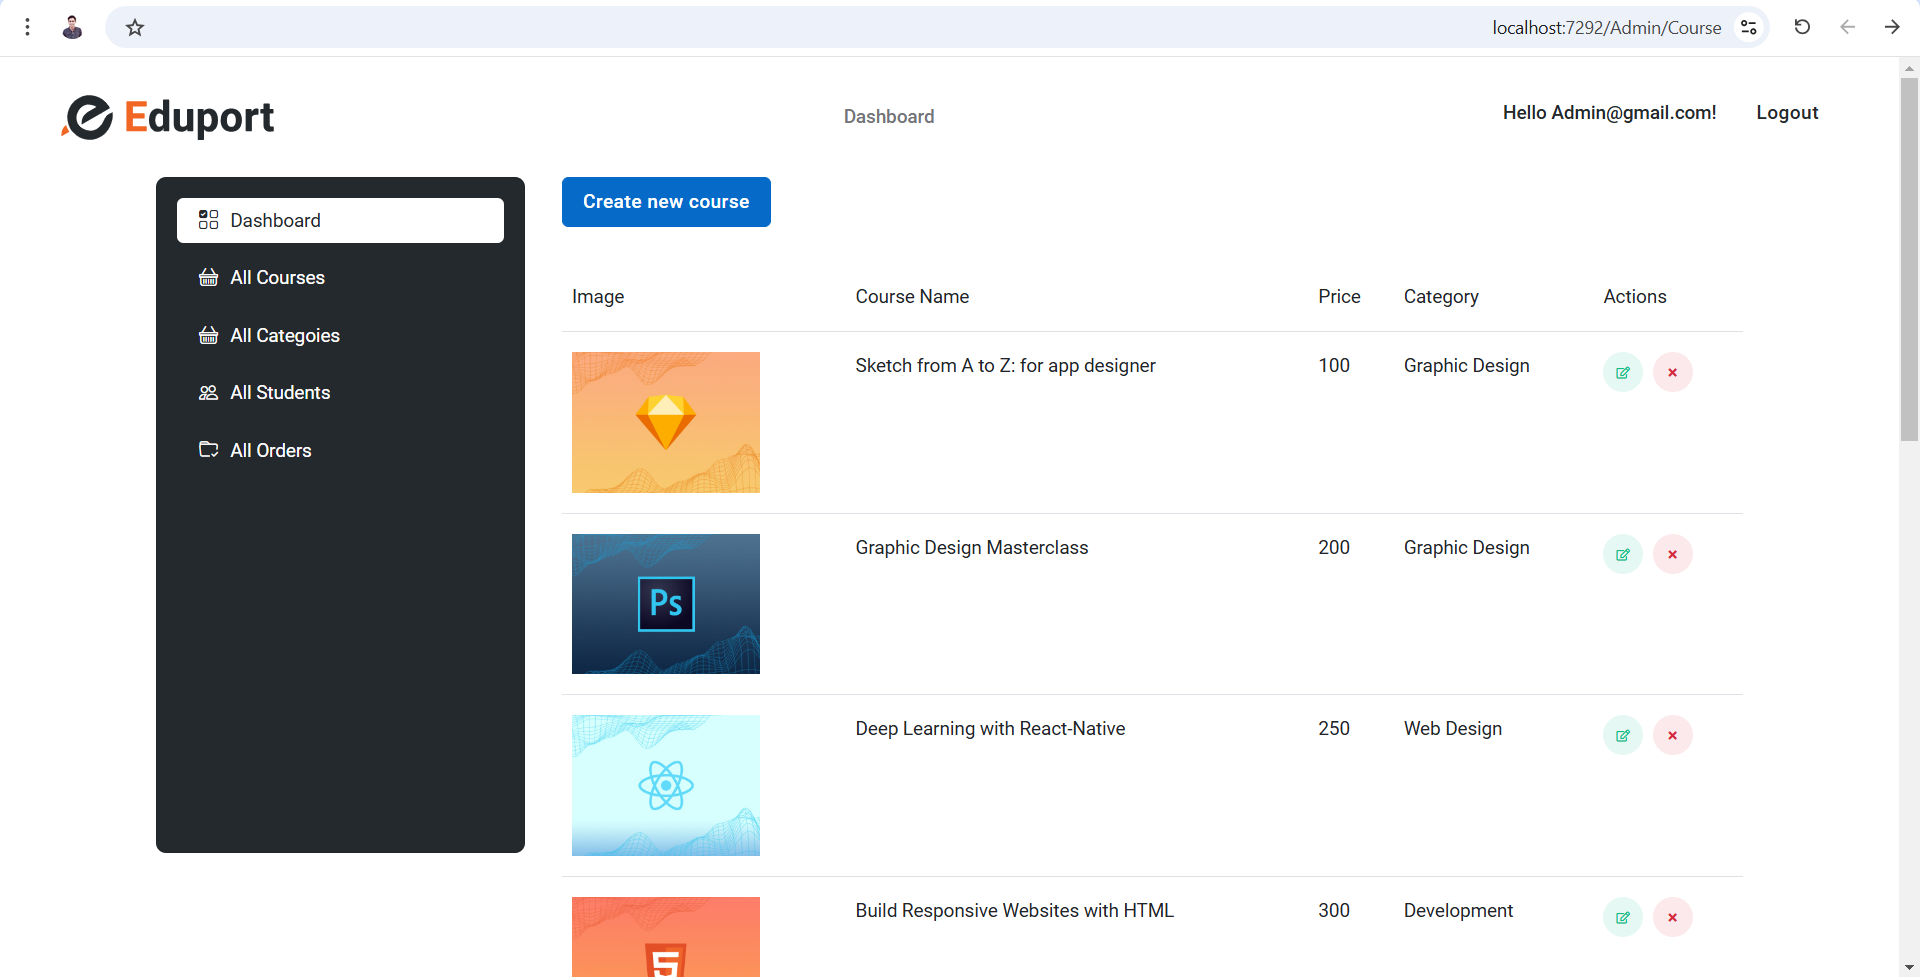 localhost:7292/Admin/Course
Eduport
Dashboard
Hello Admin@gmail.com!
Logout
Dashboard
All Courses
All Categoies
All Students
All Orders
Create new course
Image Course Name Price Category Actions
Sketch from A to Z: for app designer 100 Graphic Design
Ps
Graphic Design Masterclass 200 Graphic Design
Deep Learning with React-Native 250 Web Design
5
Build Responsive Websites with HTML 300 Development